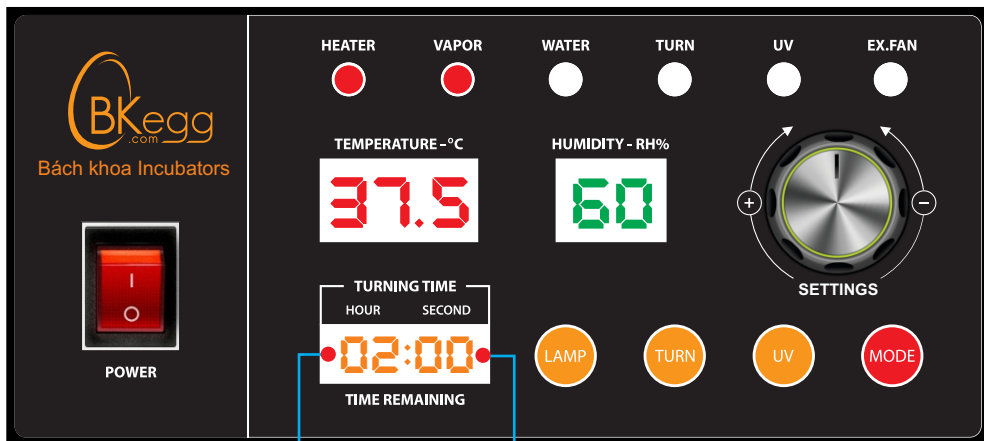 HEATER VAPOR WATER TURN UV EX.FAN
BKegg
.com
Bách khoa Incubators
TEMPERATURE-°C HUMIDITY - RH%
37.5 60
+ −
SETTINGS
I
O
POWER
TURNING TIME
HOUR SECOND
02:00
TIME REMAINING
LAMP TURN UV MODE